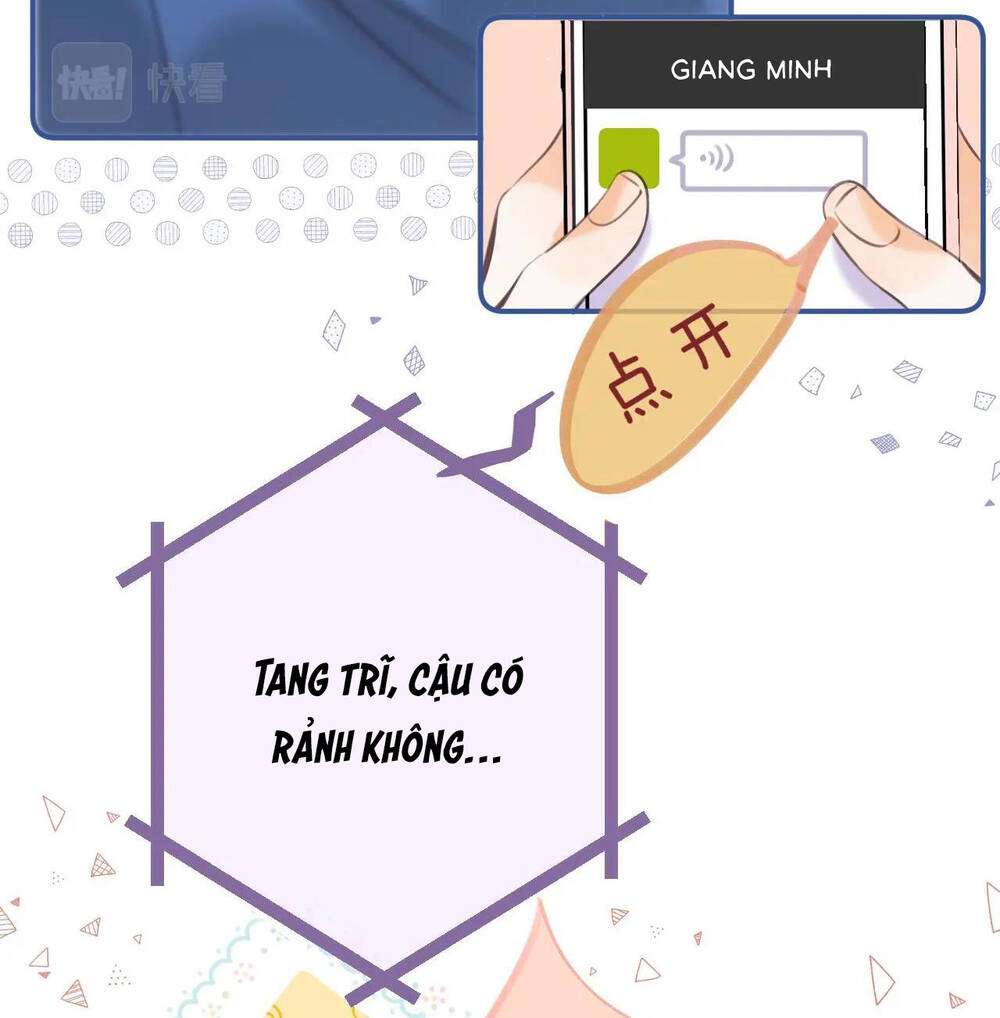 快看! 快看
GIANG MINH
点开
TANG TRĨ, CẬU CÓ
RẢNH KHÔNG...